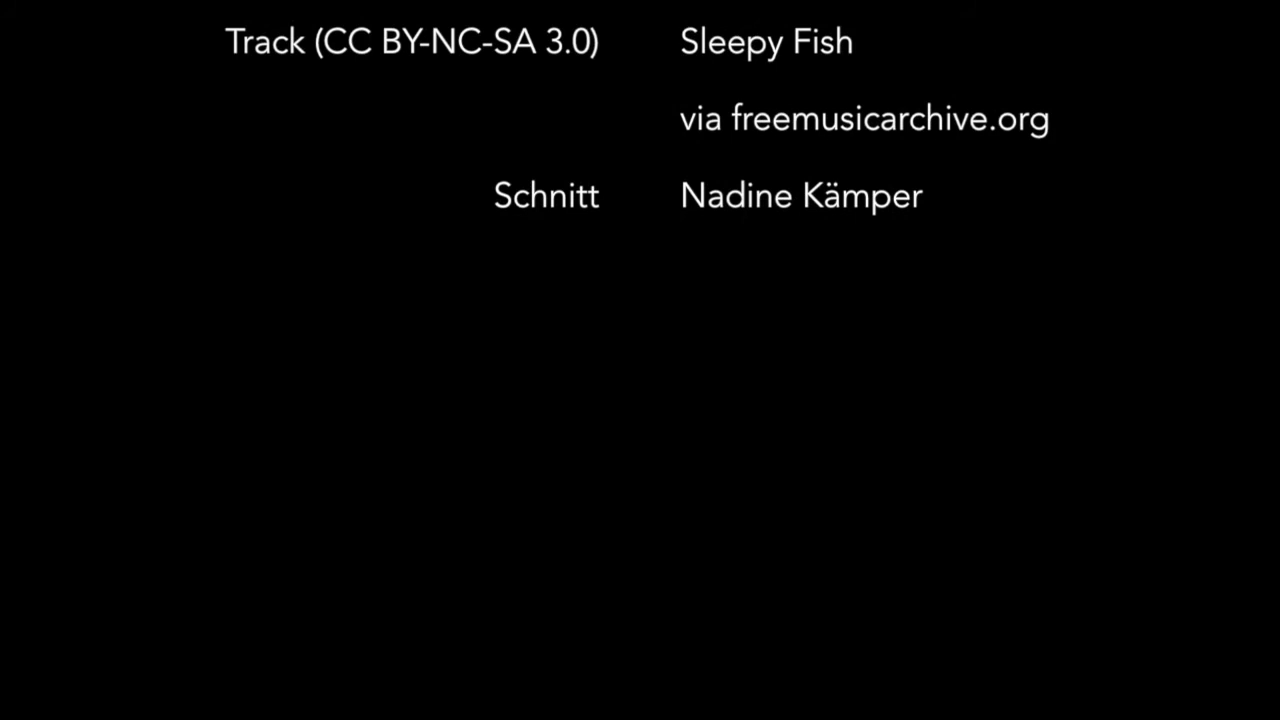 Track (CC BY-NC-SA 3.0) Sleepy Fish
via freemusicarchive.org
Schnitt Nadine Kämper